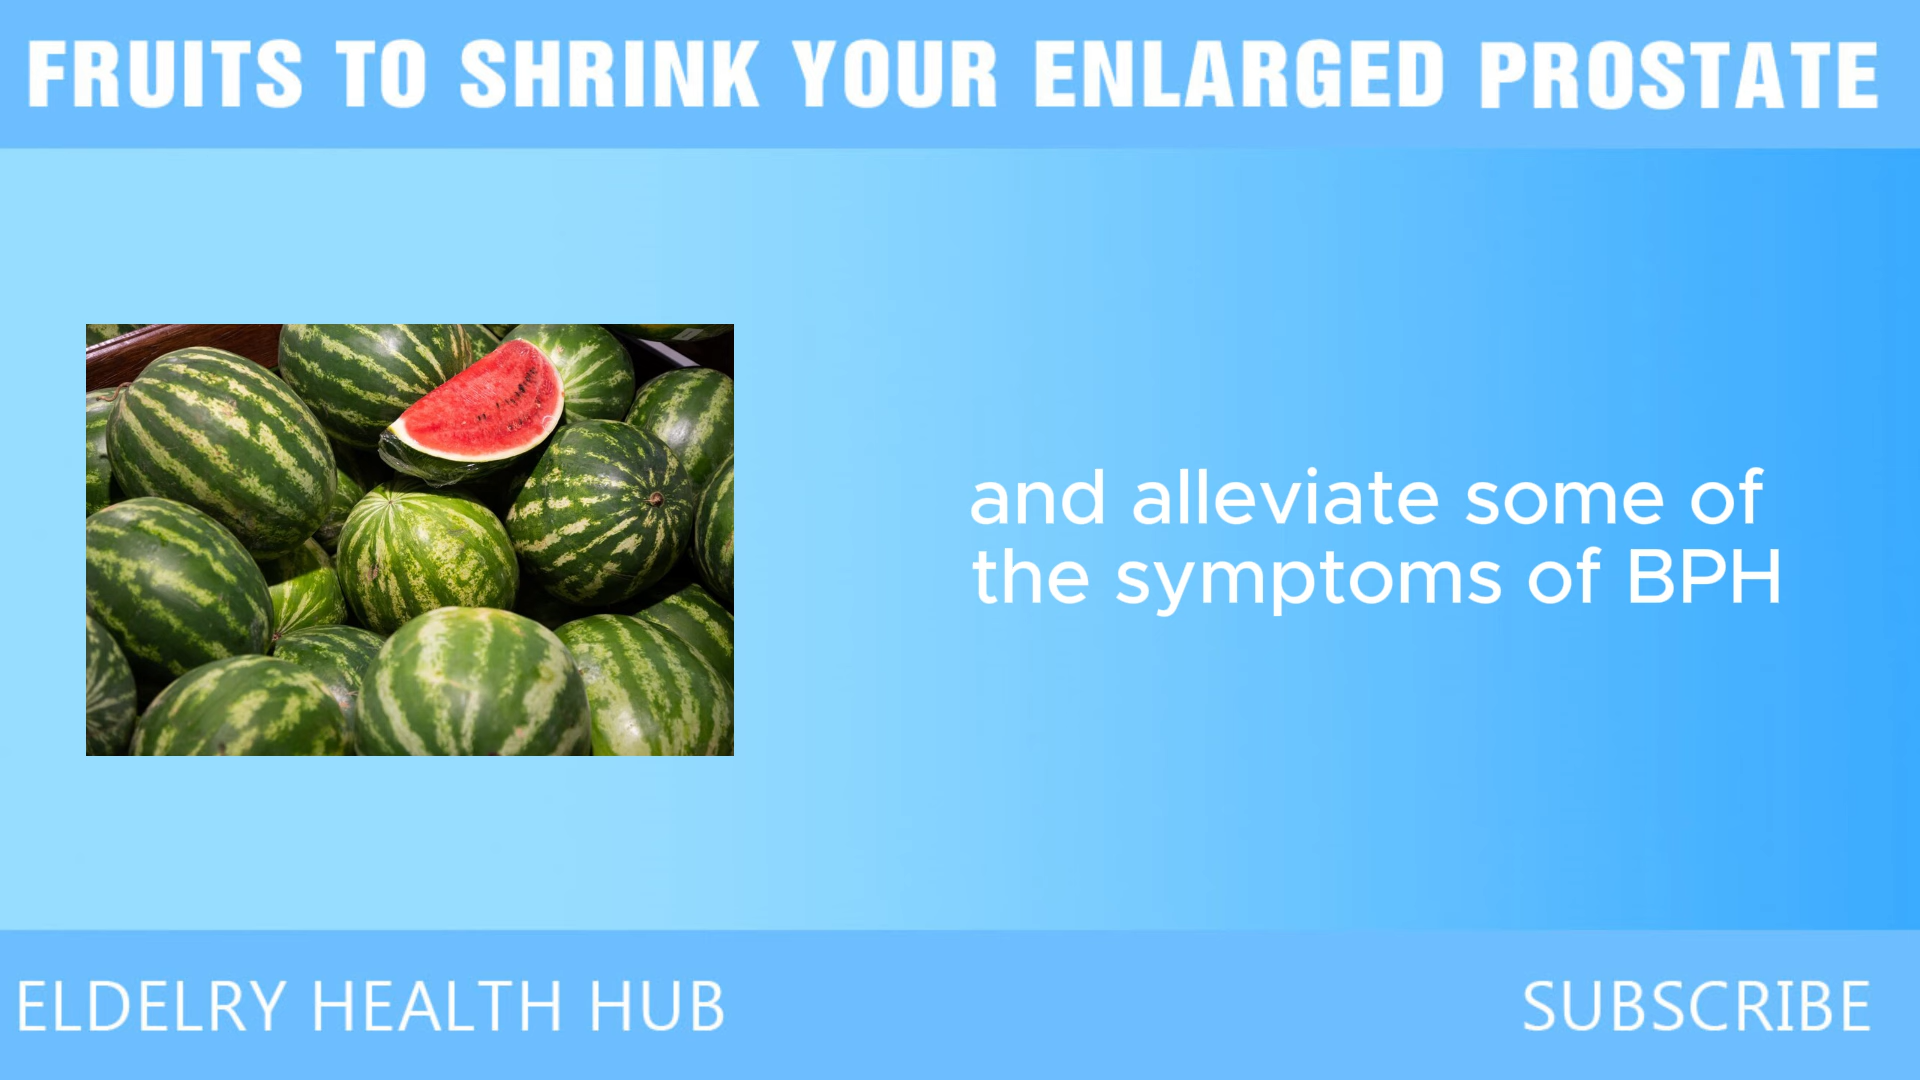 FRUITS TO SHRINK YOUR ENLARGED PROSTATE
and alleviate some of
the symptoms of BPH
ELDELRY HEALTH HUB
SUBSCRIBE